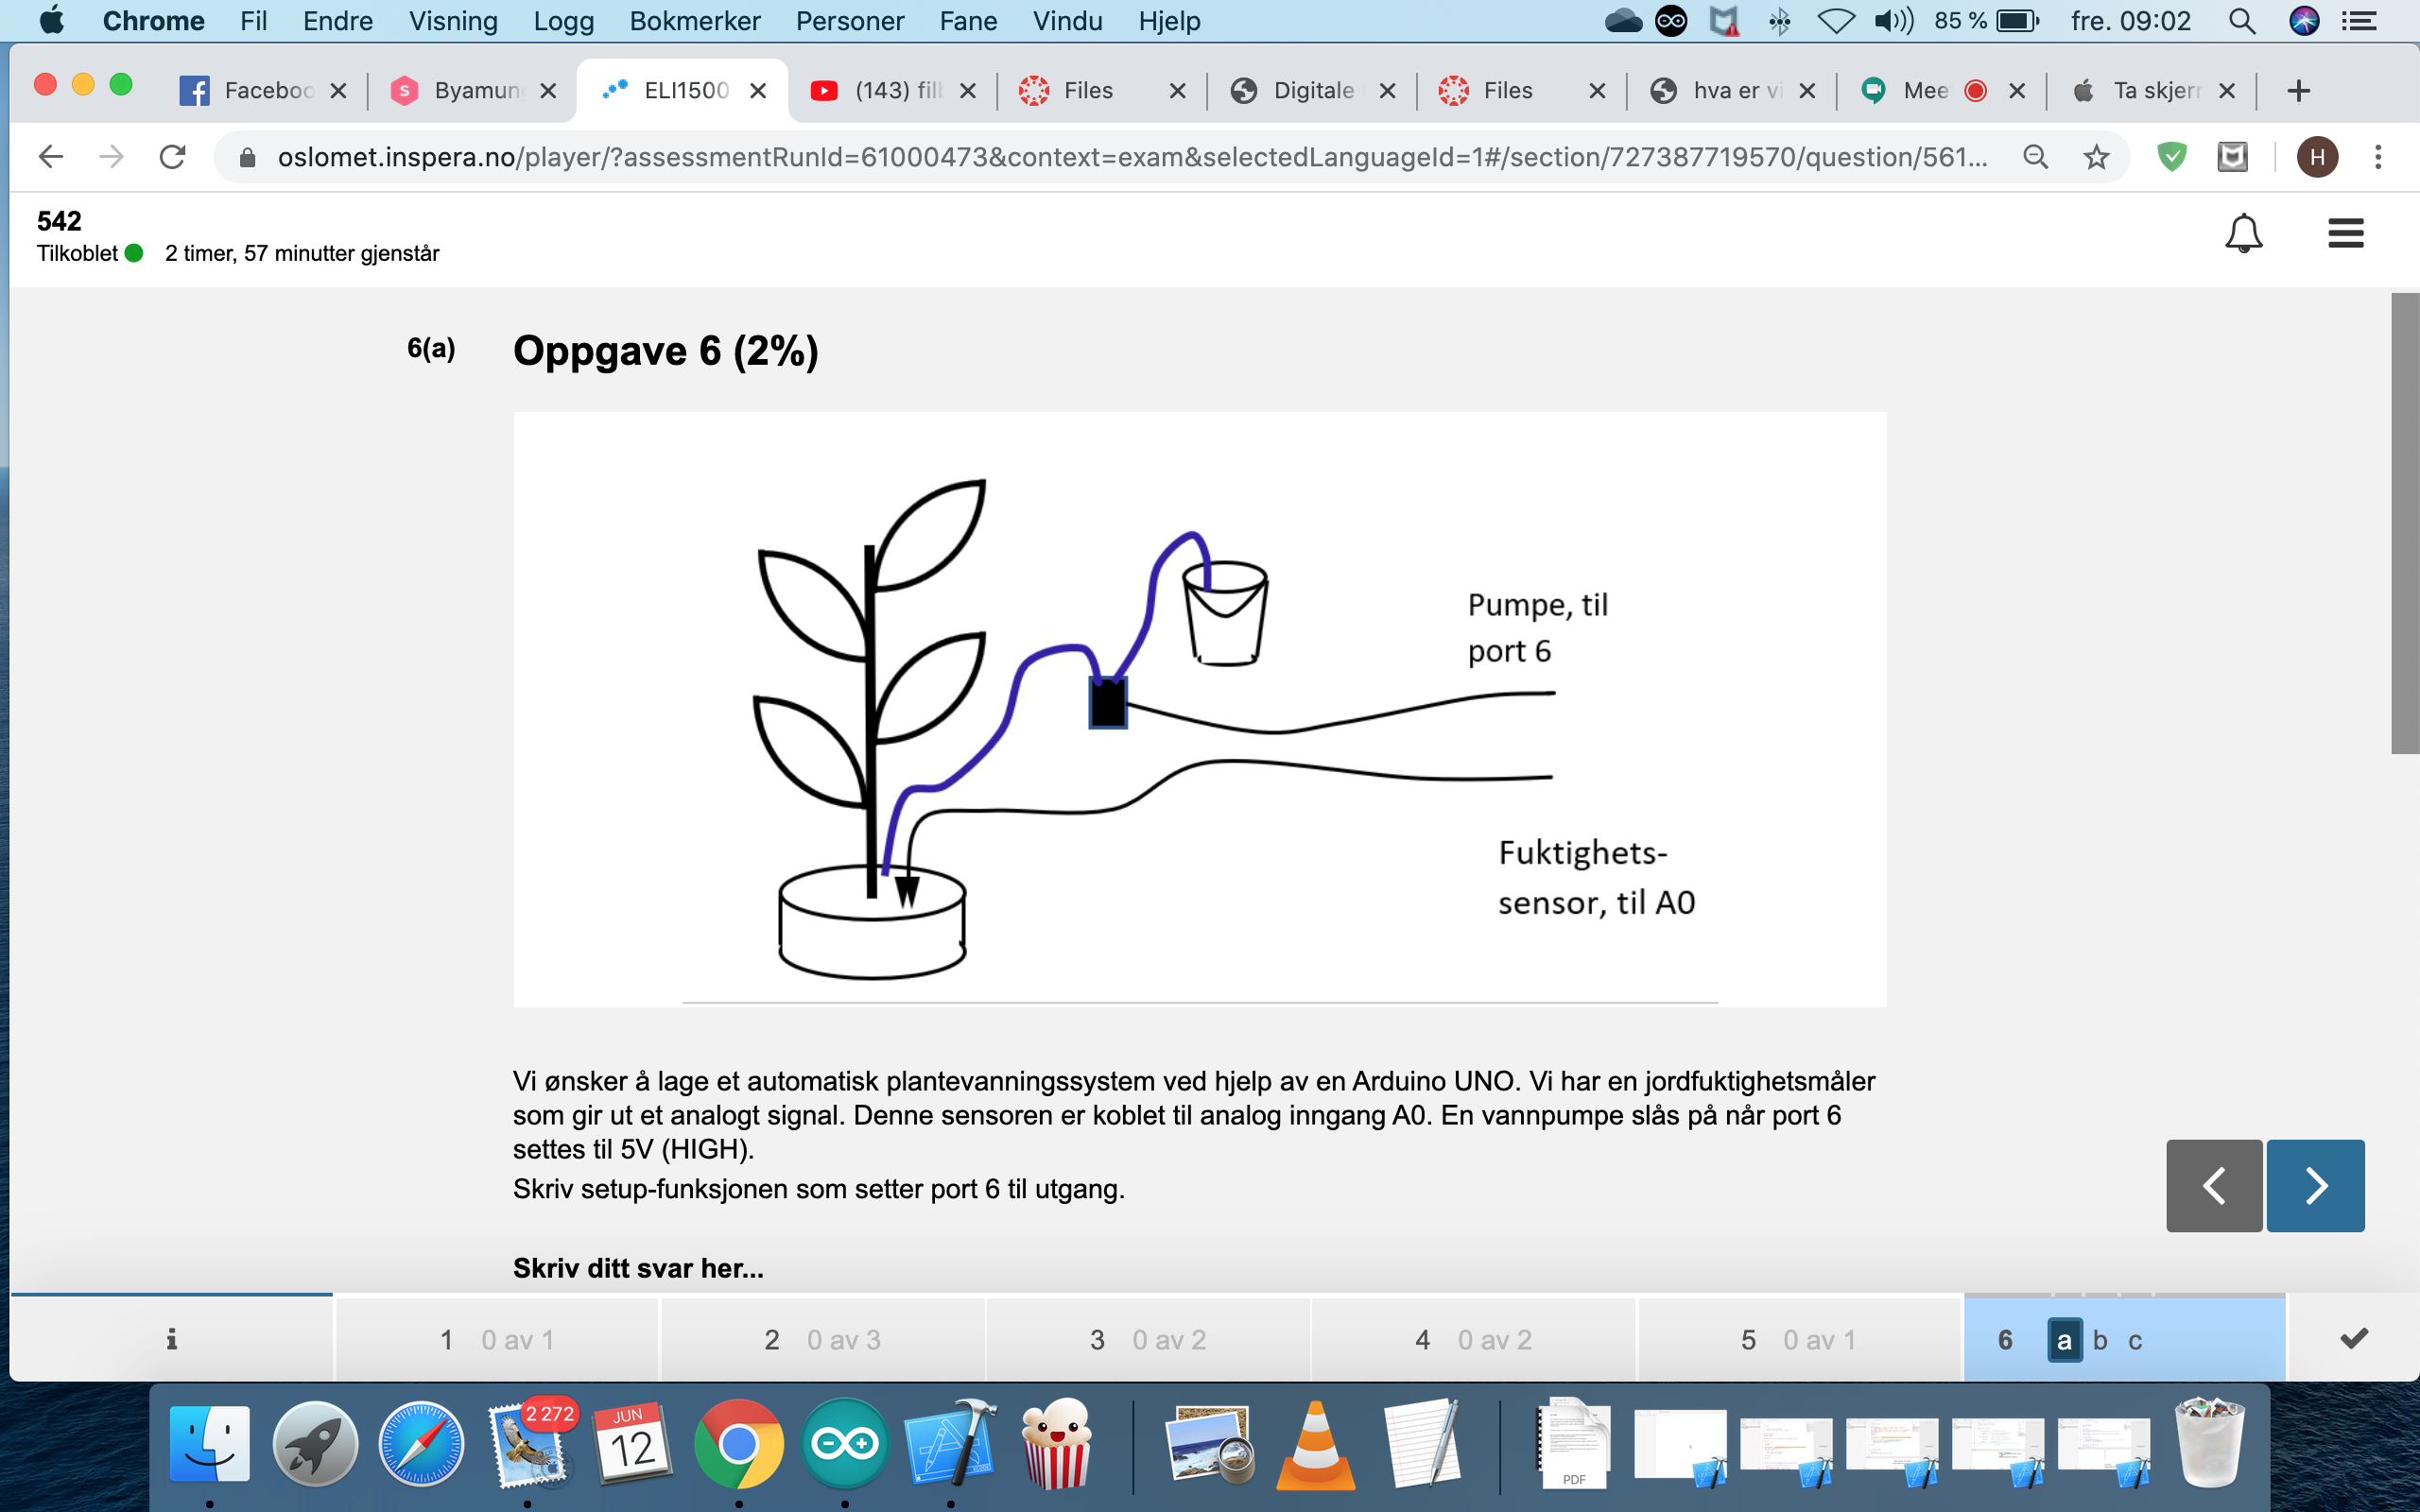 Chrome Fil Endre Visning Logg Bokmerker Personer Fane Vindu Hjelp 85 % fre. 09:02
Faceboo Byamun ELI1500 (143) fil Files Digitale Files hva er vi Mee Ta skjerr
oslomet.inspera.no/player/?assessmentRunId=61000473&context=exam&selectedLanguageId=1#/section/727387719570/question/561... H
542
Tilkoblet 2 timer, 57 minutter gjenstår
6(a) Oppgave 6 (2%)
Pumpe, til
port 6
Fuktighets-
sensor, til A0
Vi ønsker å lage et automatisk plantevanningssystem ved hjelp av en Arduino UNO. Vi har en jordfuktighetsmåler
som gir ut et analogt signal. Denne sensoren er koblet til analog inngang A0. En vannpumpe slås på når port 6
settes til 5V (HIGH).
Skriv setup-funksjonen som setter port 6 til utgang.
Skriv ditt svar her...
i 1 0 av 1 2 0 av 3 3 0 av 2 4 0 av 2 5 0 av 1 6 a b c
2 272
JUN
12
PDF